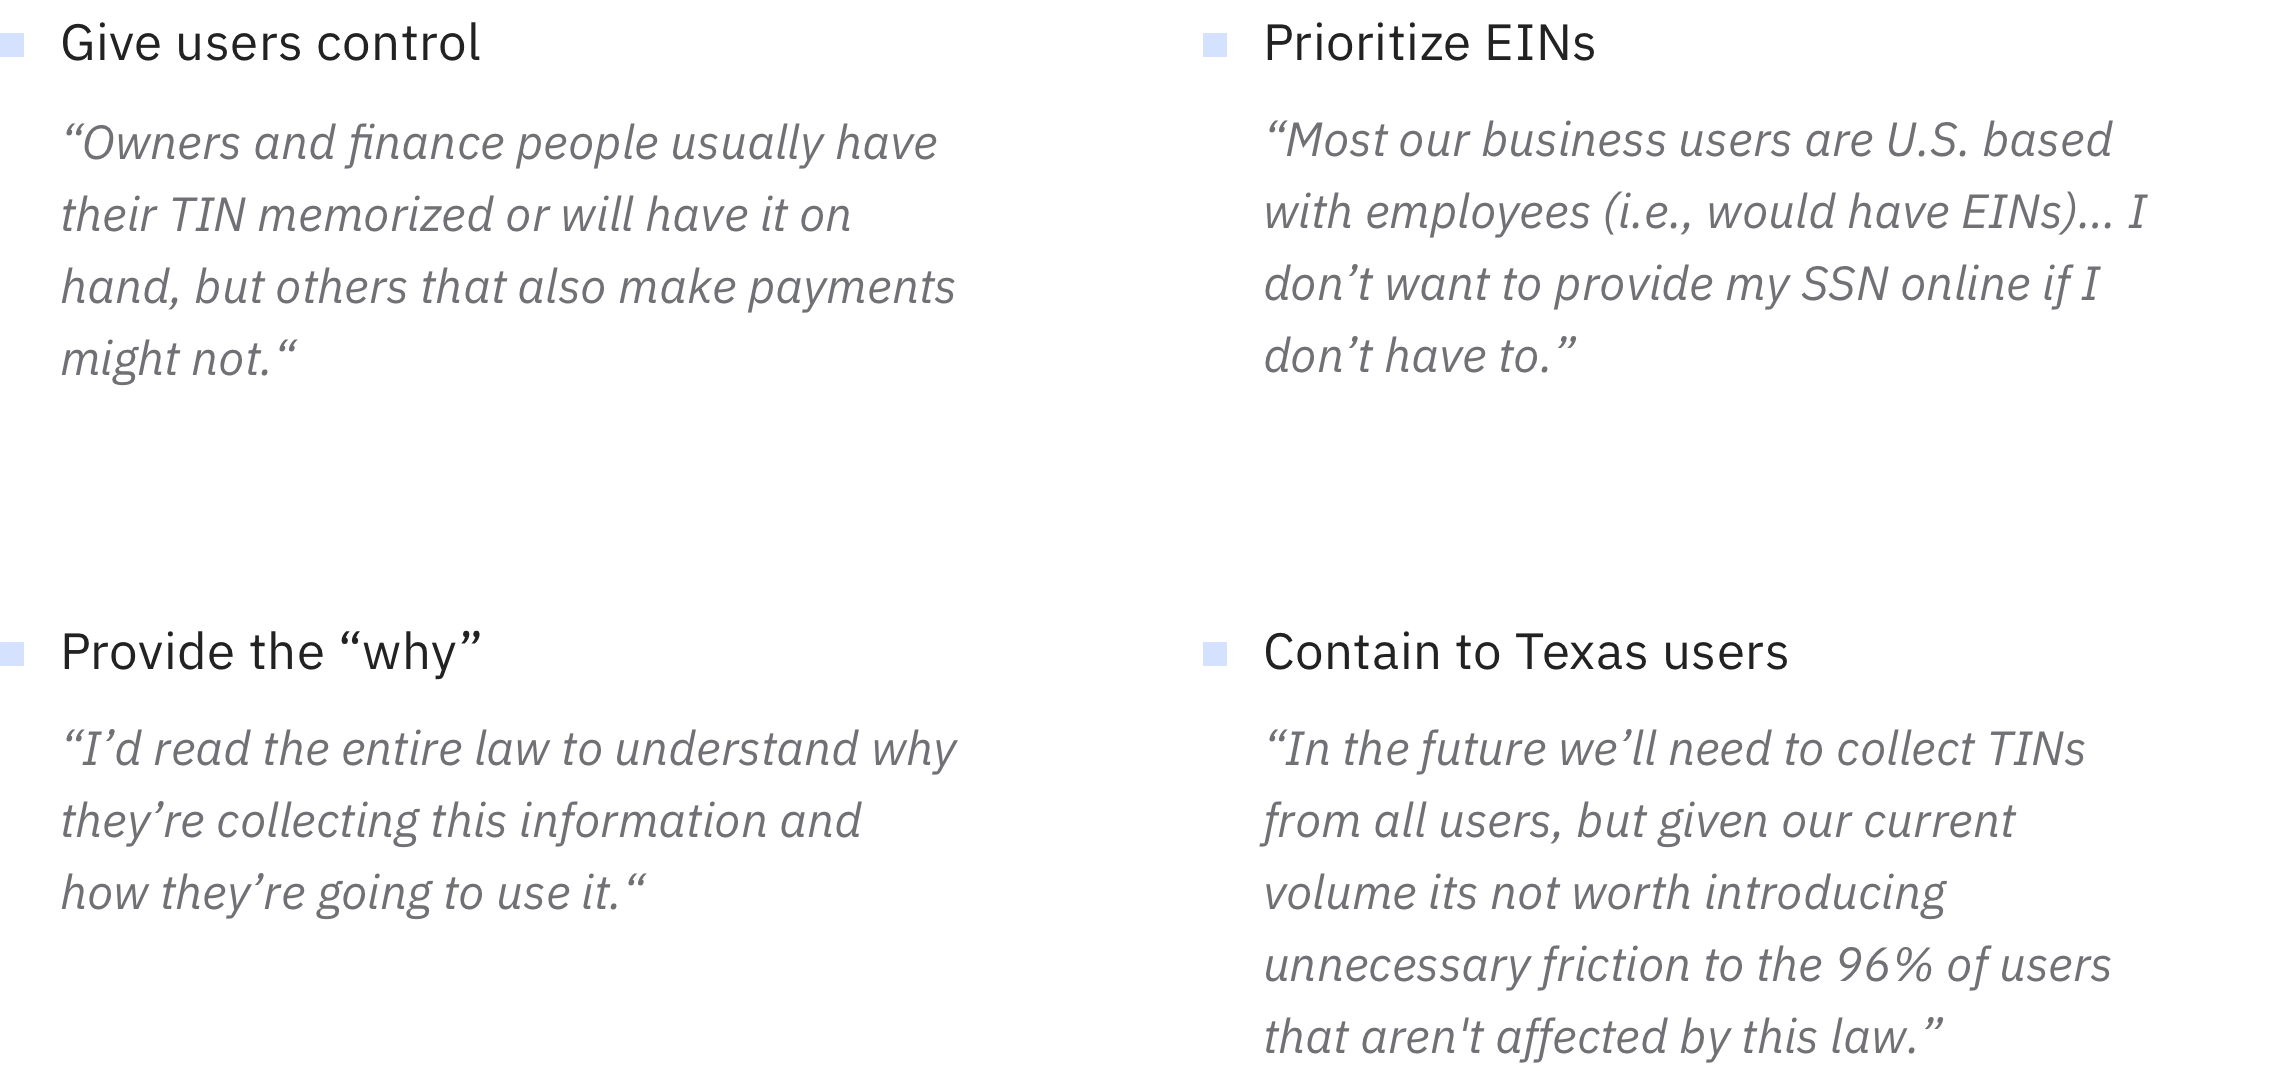 Give users control
“Owners and finance people usually have
their TIN memorized or will have it on
hand, but others that also make payments
might not.“
Prioritize EINs
“Most our business users are U.S. based
with employees (i.e., would have EINs)... I
don’t want to provide my SSN online if I
don’t have to.”
Provide the “why”
“I’d read the entire law to understand why
they’re collecting this information and
how they’re going to use it.“
Contain to Texas users
“In the future we’ll need to collect TINs
from all users, but given our current
volume its not worth introducing
unnecessary friction to the 96% of users
that aren't affected by this law.”